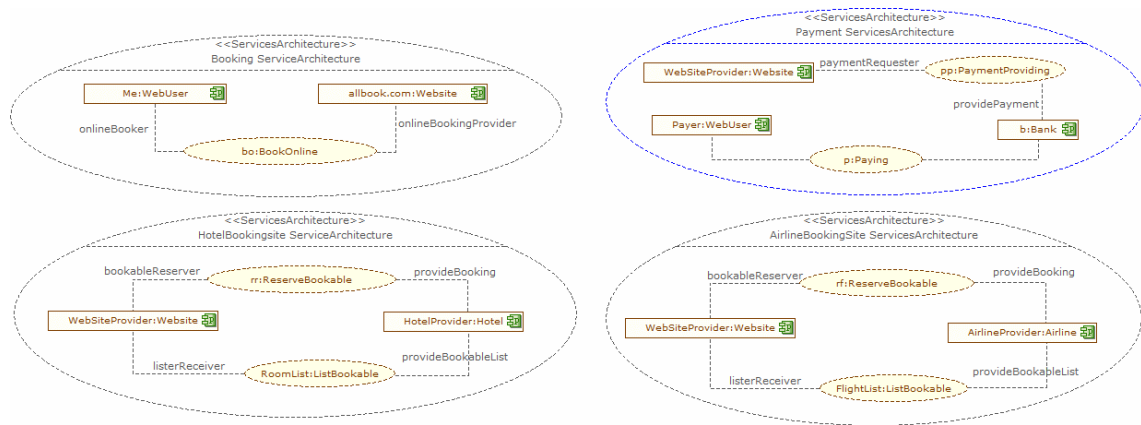 <<ServicesArchitecture>>
Booking ServiceArchitecture
Me:WebUser
allbook.com:Website
onlineBooker
onlineBookingProvider
bo:BookOnline
<<ServicesArchitecture>>
Payment ServicesArchitecture
WebSiteProvider:Website
paymentRequester
pp:PaymentProviding
providePayment
Payer:WebUser
b:Bank
p:Paying
<<ServicesArchitecture>>
HotelBookingsite ServiceArchitecture
bookableReserver
rr:ReserveBookable
provideBooking
WebSiteProvider:Website
HotelProvider:Hotel
listerReceiver
RoomList:ListBookable
provideBookableList
<<ServicesArchitecture>>
AirlineBookingSite ServicesArchitecture
bookableReserver
rf:ReserveBookable
provideBooking
WebSiteProvider:Website
AirlineProvider:Airline
listerReceiver
FlightList:ListBookable
provideBookableList